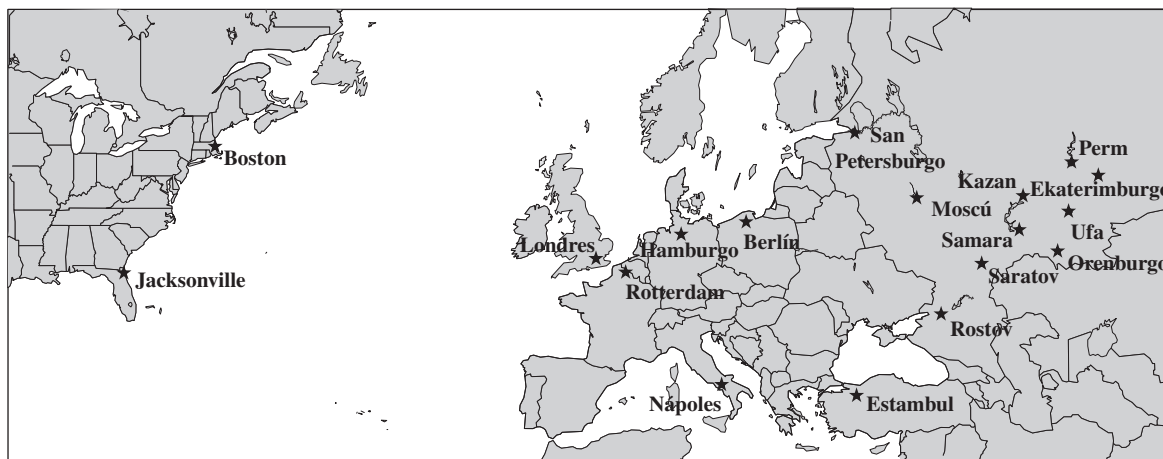 Boston
Jacksonville
San
Petersburgo
Perm
Kazan
Ekaterimburgo
Moscú
Samara
Ufa
Orenburgo
Saratov
Rostov
Londres
Hamburgo
Berlín
Rotterdam
Nápoles
Estambul